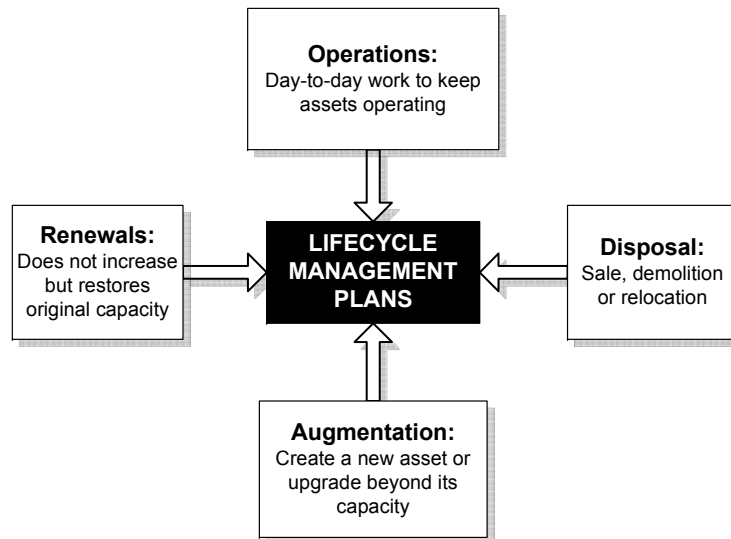 Operations:
Day-to-day work to keep
assets operating
Renewals:
Does not increase
but restores
original capacity
LIFECYCLE
MANAGEMENT
PLANS
Disposal:
Sale, demolition
or relocation
Augmentation:
Create a new asset or
upgrade beyond its
capacity